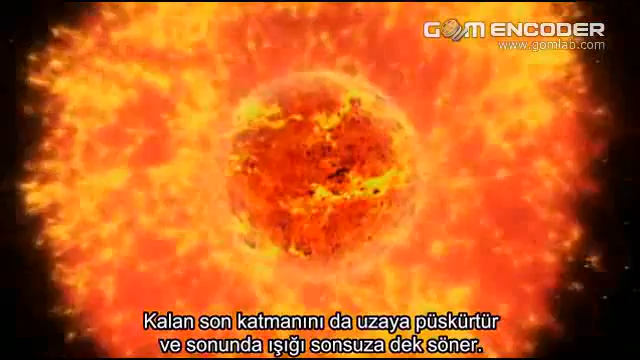 GOM ENCODER
www.gomlab.com
Kalan son katmanını da uzaya püskürtür
ve sonunda ışığı sonsuza dek söner.